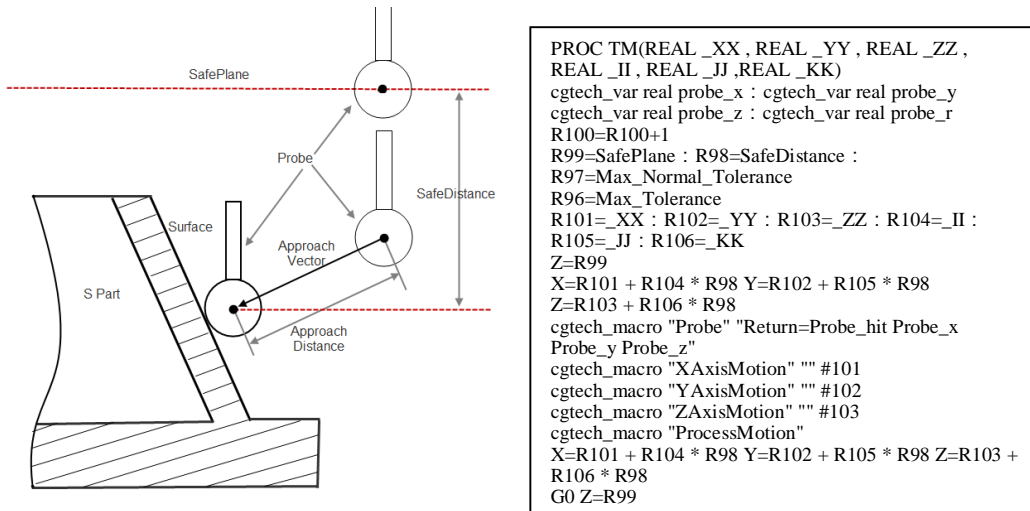 SafePlane
Probe
SafeDistance
Surface
Approach
Vector
S Part
Approach
Distance
PROC TM(REAL _XX , REAL _YY , REAL _ZZ ,
REAL _II , REAL _JJ ,REAL _KK)
cgtech_var real probe_x : cgtech_var real probe_y
cgtech_var real probe_z : cgtech_var real probe_r
R100=R100+1
R99=SafePlane : R98=SafeDistance :
R97=Max_Normal_Tolerance
R96=Max_Tolerance
R101=_XX : R102=_YY : R103=_ZZ : R104=_II :
R105=_JJ : R106=_KK
Z=R99
X=R101 + R104 * R98 Y=R102 + R105 * R98
Z=R103 + R106 * R98
cgtech_macro "Probe" "Return=Probe_hit Probe_x
Probe_y Probe_z"
cgtech_macro "XAxisMotion" "" #101
cgtech_macro "YAxisMotion" "" #102
cgtech_macro "ZAxisMotion" "" #103
cgtech_macro "ProcessMotion"
X=R101 + R104 * R98 Y=R102 + R105 * R98 Z=R103 +
R106 * R98
G0 Z=R99